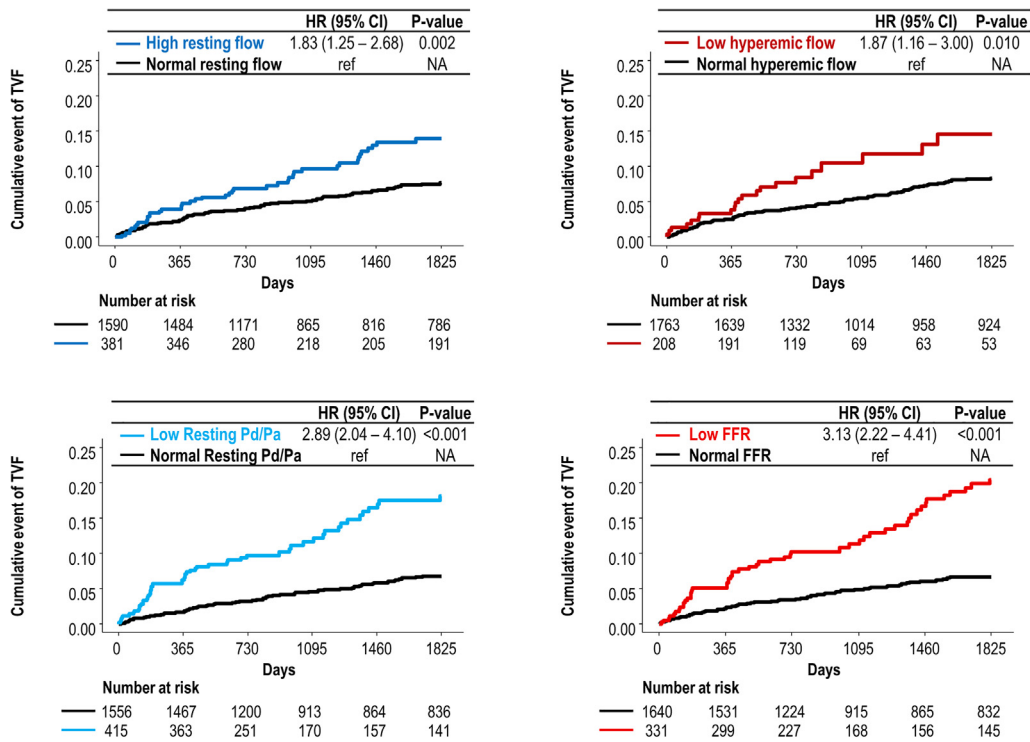 HR (95% CI) P-value
High resting flow 1.83 (1.25 – 2.68) 0.002
Normal resting flow ref NA
Cumulative event of TVF
0.25
0.20
0.15
0.10
0.05
0.00
0 365 730 1095 1460 1825
Days
Number at risk
1590 1484 1171 865 816 786
381 346 280 218 205 191
HR (95% CI) P-value
Low hyperemic flow 1.87 (1.16 – 3.00) 0.010
Normal hyperemic flow ref NA
Cumulative event of TVF
0.25
0.20
0.15
0.10
0.05
0.00
0 365 730 1095 1460 1825
Days
Number at risk
1763 1639 1332 1014 958 924
208 191 119 69 63 53
HR (95% CI) P-value
Low Resting Pd/Pa 2.89 (2.04 – 4.10) <0.001
Normal Resting Pd/Pa ref NA
Cumulative event of TVF
0.25
0.20
0.15
0.10
0.05
0.00
0 365 730 1095 1460 1825
Days
Number at risk
1556 1467 1200 913 864 836
415 363 251 170 157 141
HR (95% CI) P-value
Low FFR 3.13 (2.22 – 4.41) <0.001
Normal FFR ref NA
Cumulative event of TVF
0.25
0.20
0.15
0.10
0.05
0.00
0 365 730 1095 1460 1825
Days
Number at risk
1640 1531 1224 915 865 832
331 299 227 168 156 145